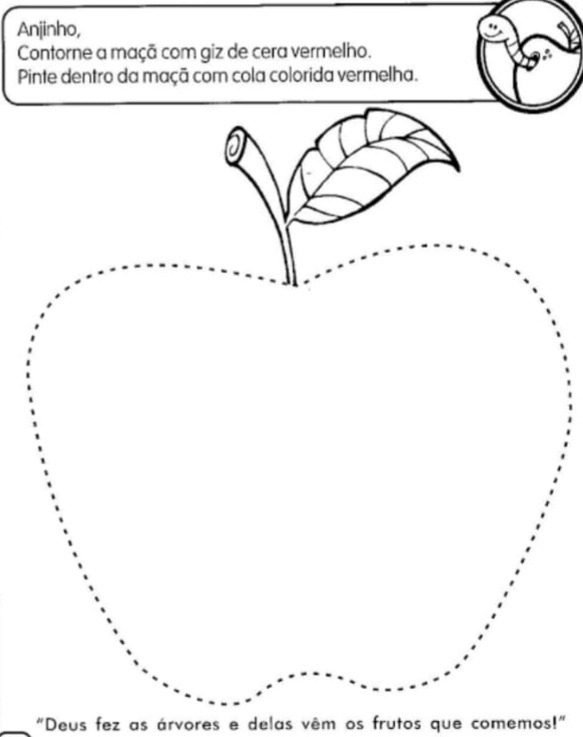 Anjinho,
Contorne a maçã com giz de cera vermelho.
Pinte dentro da maçã com cola colorida vermelha.
"Deus fez as árvores e delas vêm os frutos que comemos!"